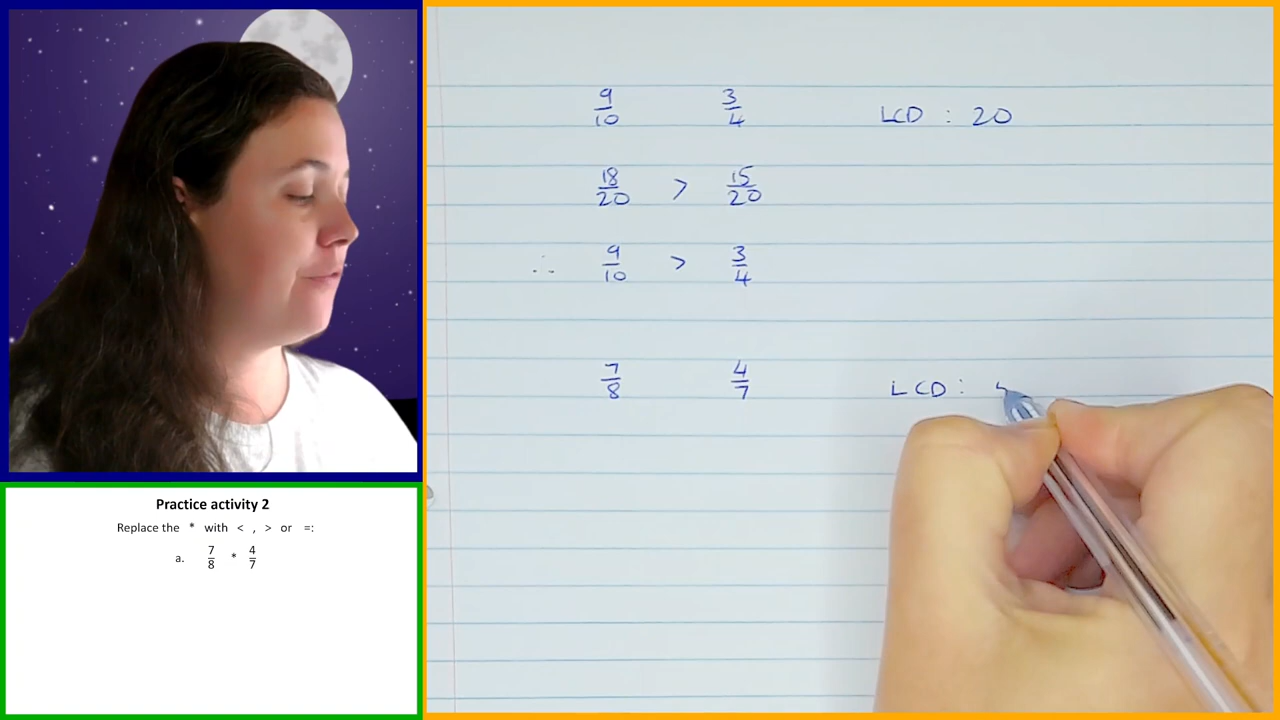 Practice activity 2
Replace the * with < , > or =:
a. 7/8 * 4/7
9/10 3/4 LCD : 20
18/20 > 15/20
∴ 9/10 > 3/4
7/8 4/7 LCD :